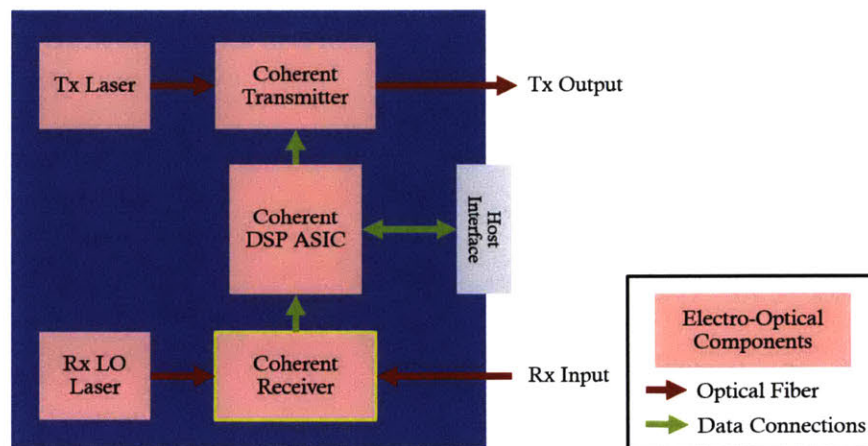 Tx Laser
Coherent
Transmitter
Tx Output
Coherent
DSP ASIC
Host
Interface
Rx LO
Laser
Coherent
Receiver
Rx Input
Electro-Optical
Components
Optical Fiber
Data Connections